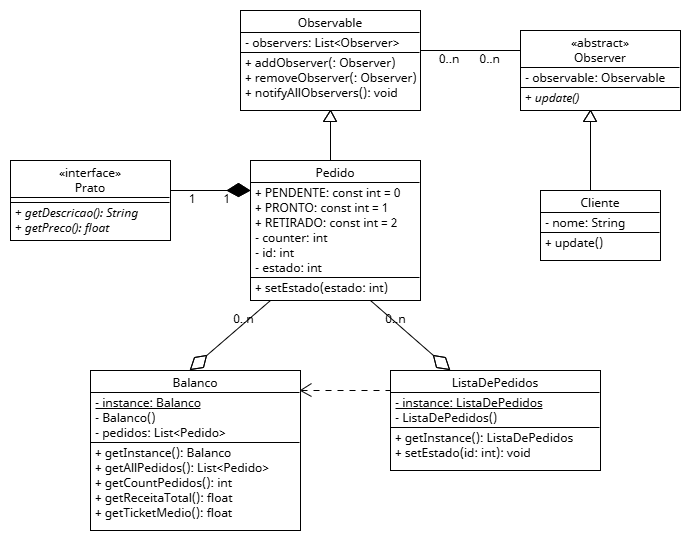 Observable
- observers: List<Observer>
+ addObserver(: Observer)
+ removeObserver(: Observer)
+ notifyAllObservers(): void
0..n
0..n
«abstract»
Observer
- observable: Observable
+ update()
«interface»
Prato
+ getDescricao(): String
+ getPreco(): float
1
1
Pedido
+ PENDENTE: const int = 0
+ PRONTO: const int = 1
+ RETIRADO: const int = 2
- counter: int
- id: int
- estado: int
+ setEstado(estado: int)
Cliente
- nome: String
+ update()
0..n
0..n
Balanco
- instance: Balanco
- Balanco()
- pedidos: List<Pedido>
+ getInstance(): Balanco
+ getAllPedidos(): List<Pedido>
+ getCountPedidos(): int
+ getReceitaTotal(): float
+ getTicketMedio(): float
ListaDePedidos
- instance: ListaDePedidos
- ListaDePedidos()
+ getInstance(): ListaDePedidos
+ setEstado(id: int): void